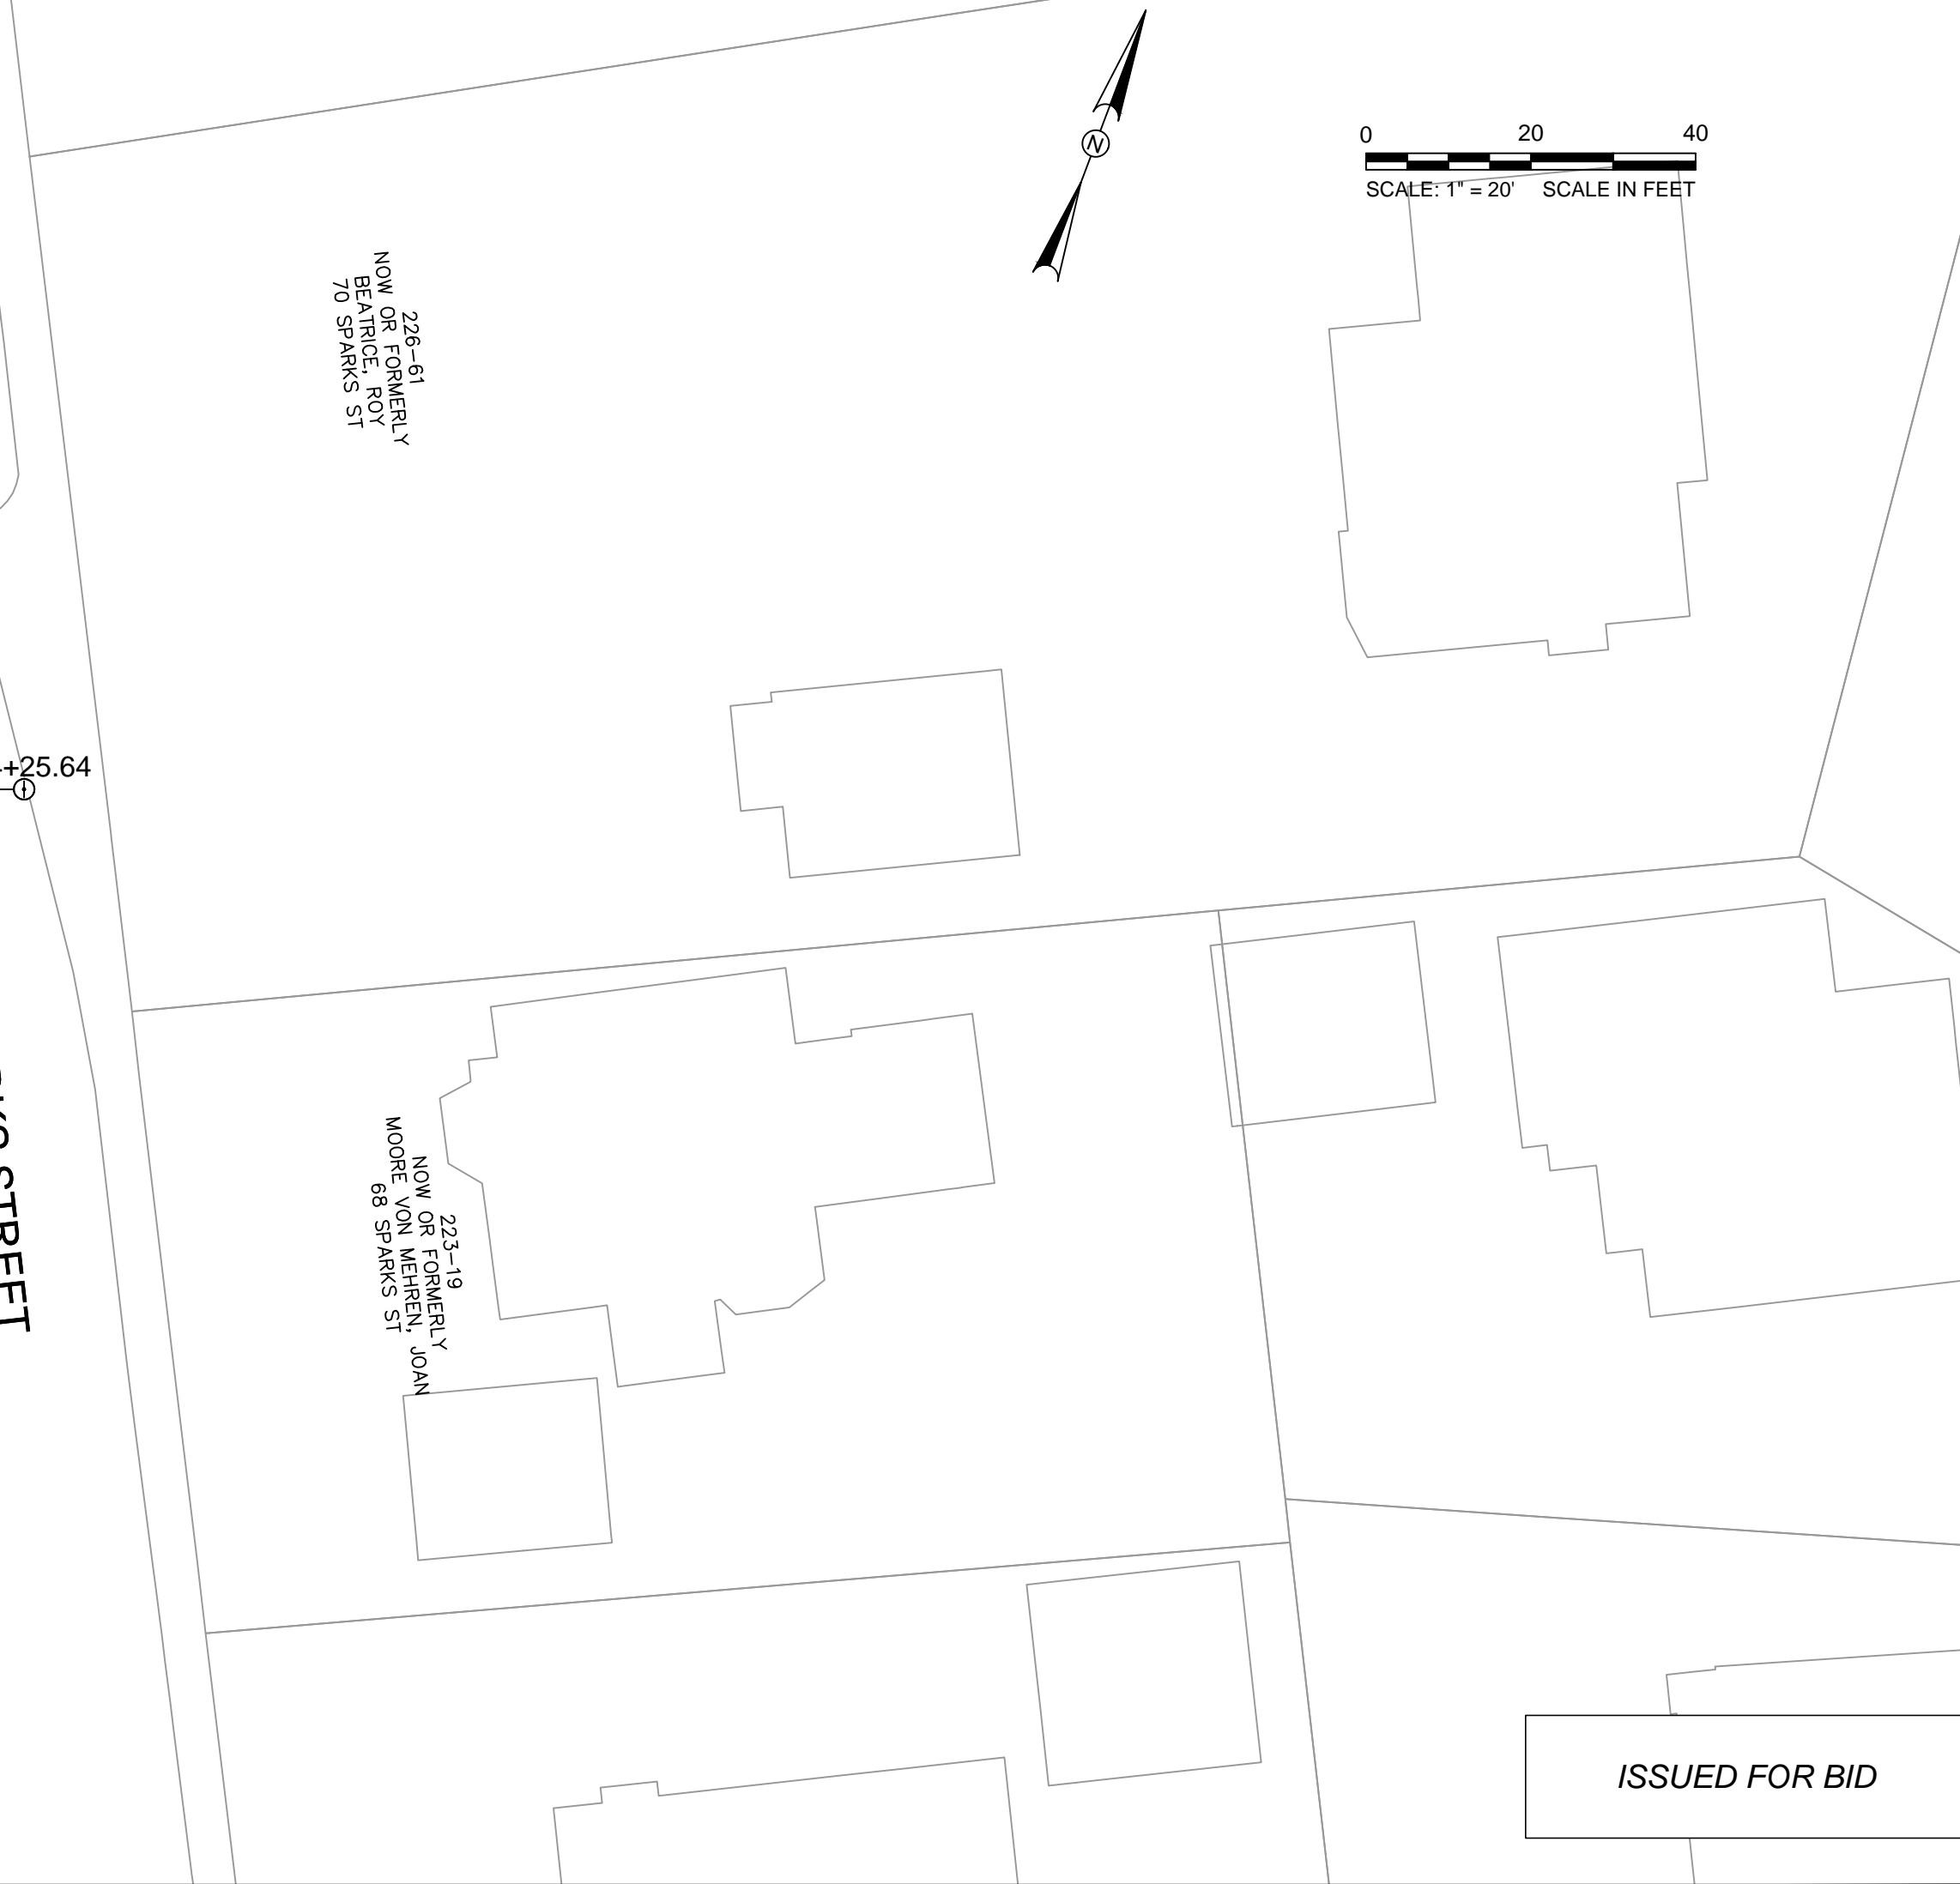 N
0 20 40
SCALE: 1" = 20' SCALE IN FEET
226-61
NOW OR FORMERLY
BEATRICE, ROY
70 SPARKS ST
+25.64
STREET
223-19
NOW OR FORMERLY
MOORE VON MEHREN, JOAN
68 SPARKS ST
ISSUED FOR BID